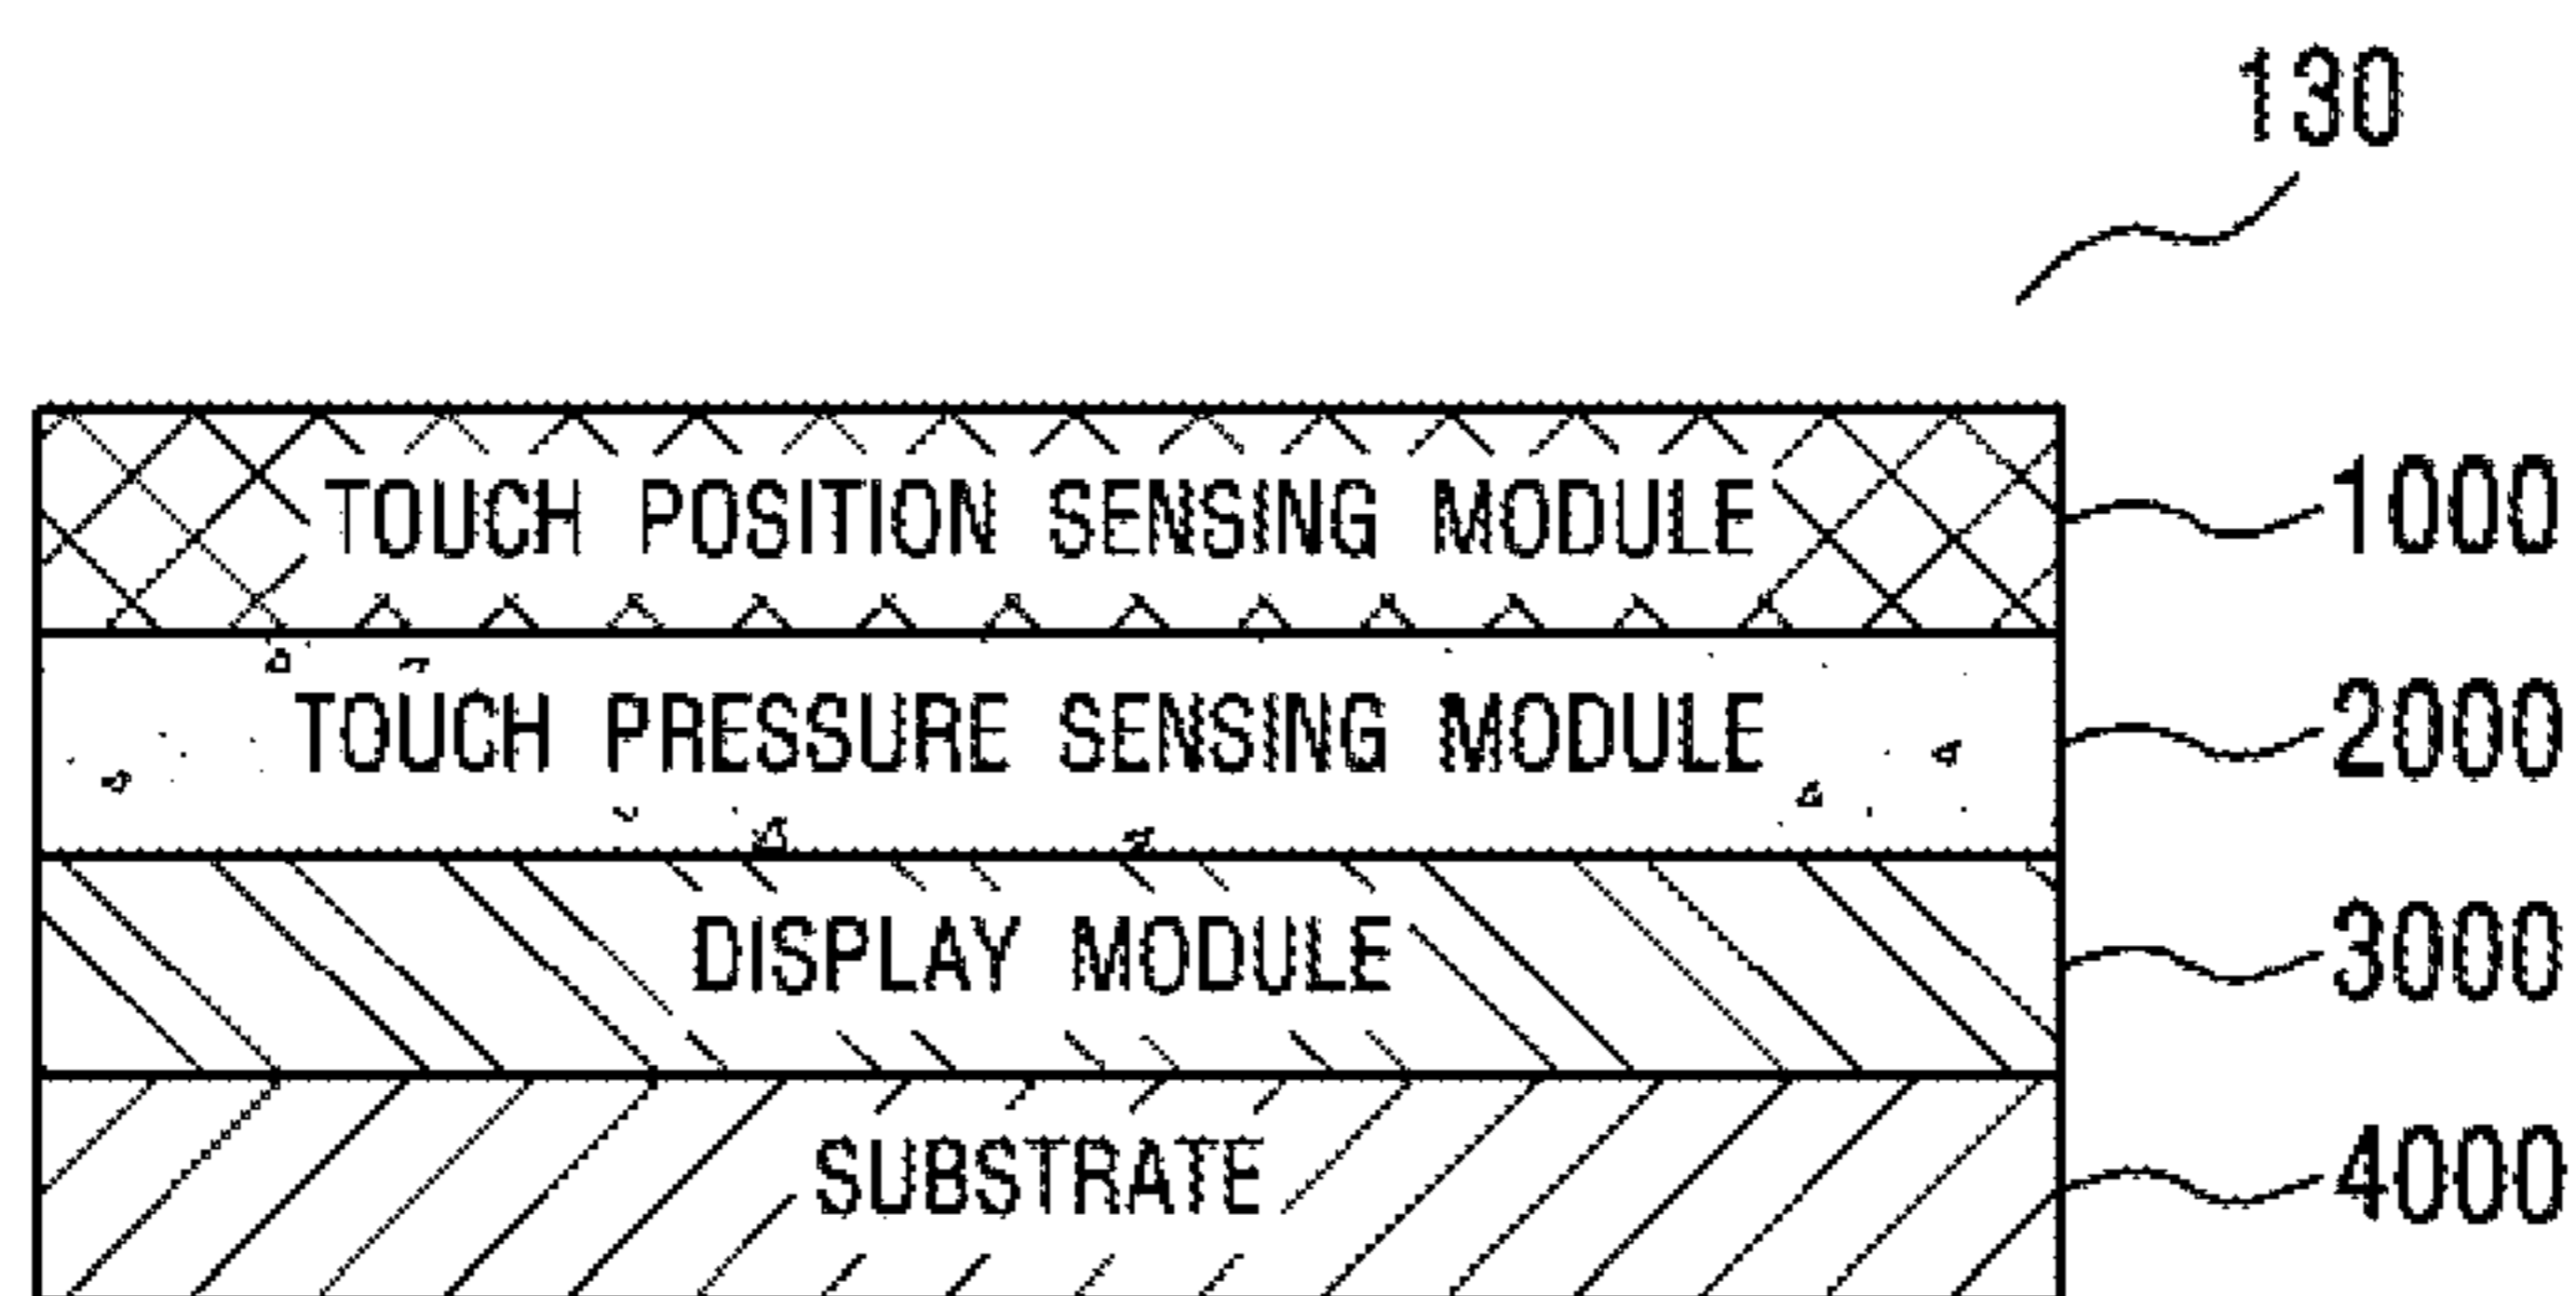 130
TOUCH POSITION SENSING MODULE 1000
TOUCH PRESSURE SENSING MODULE 2000
DISPLAY MODULE 3000
SUBSTRATE 4000